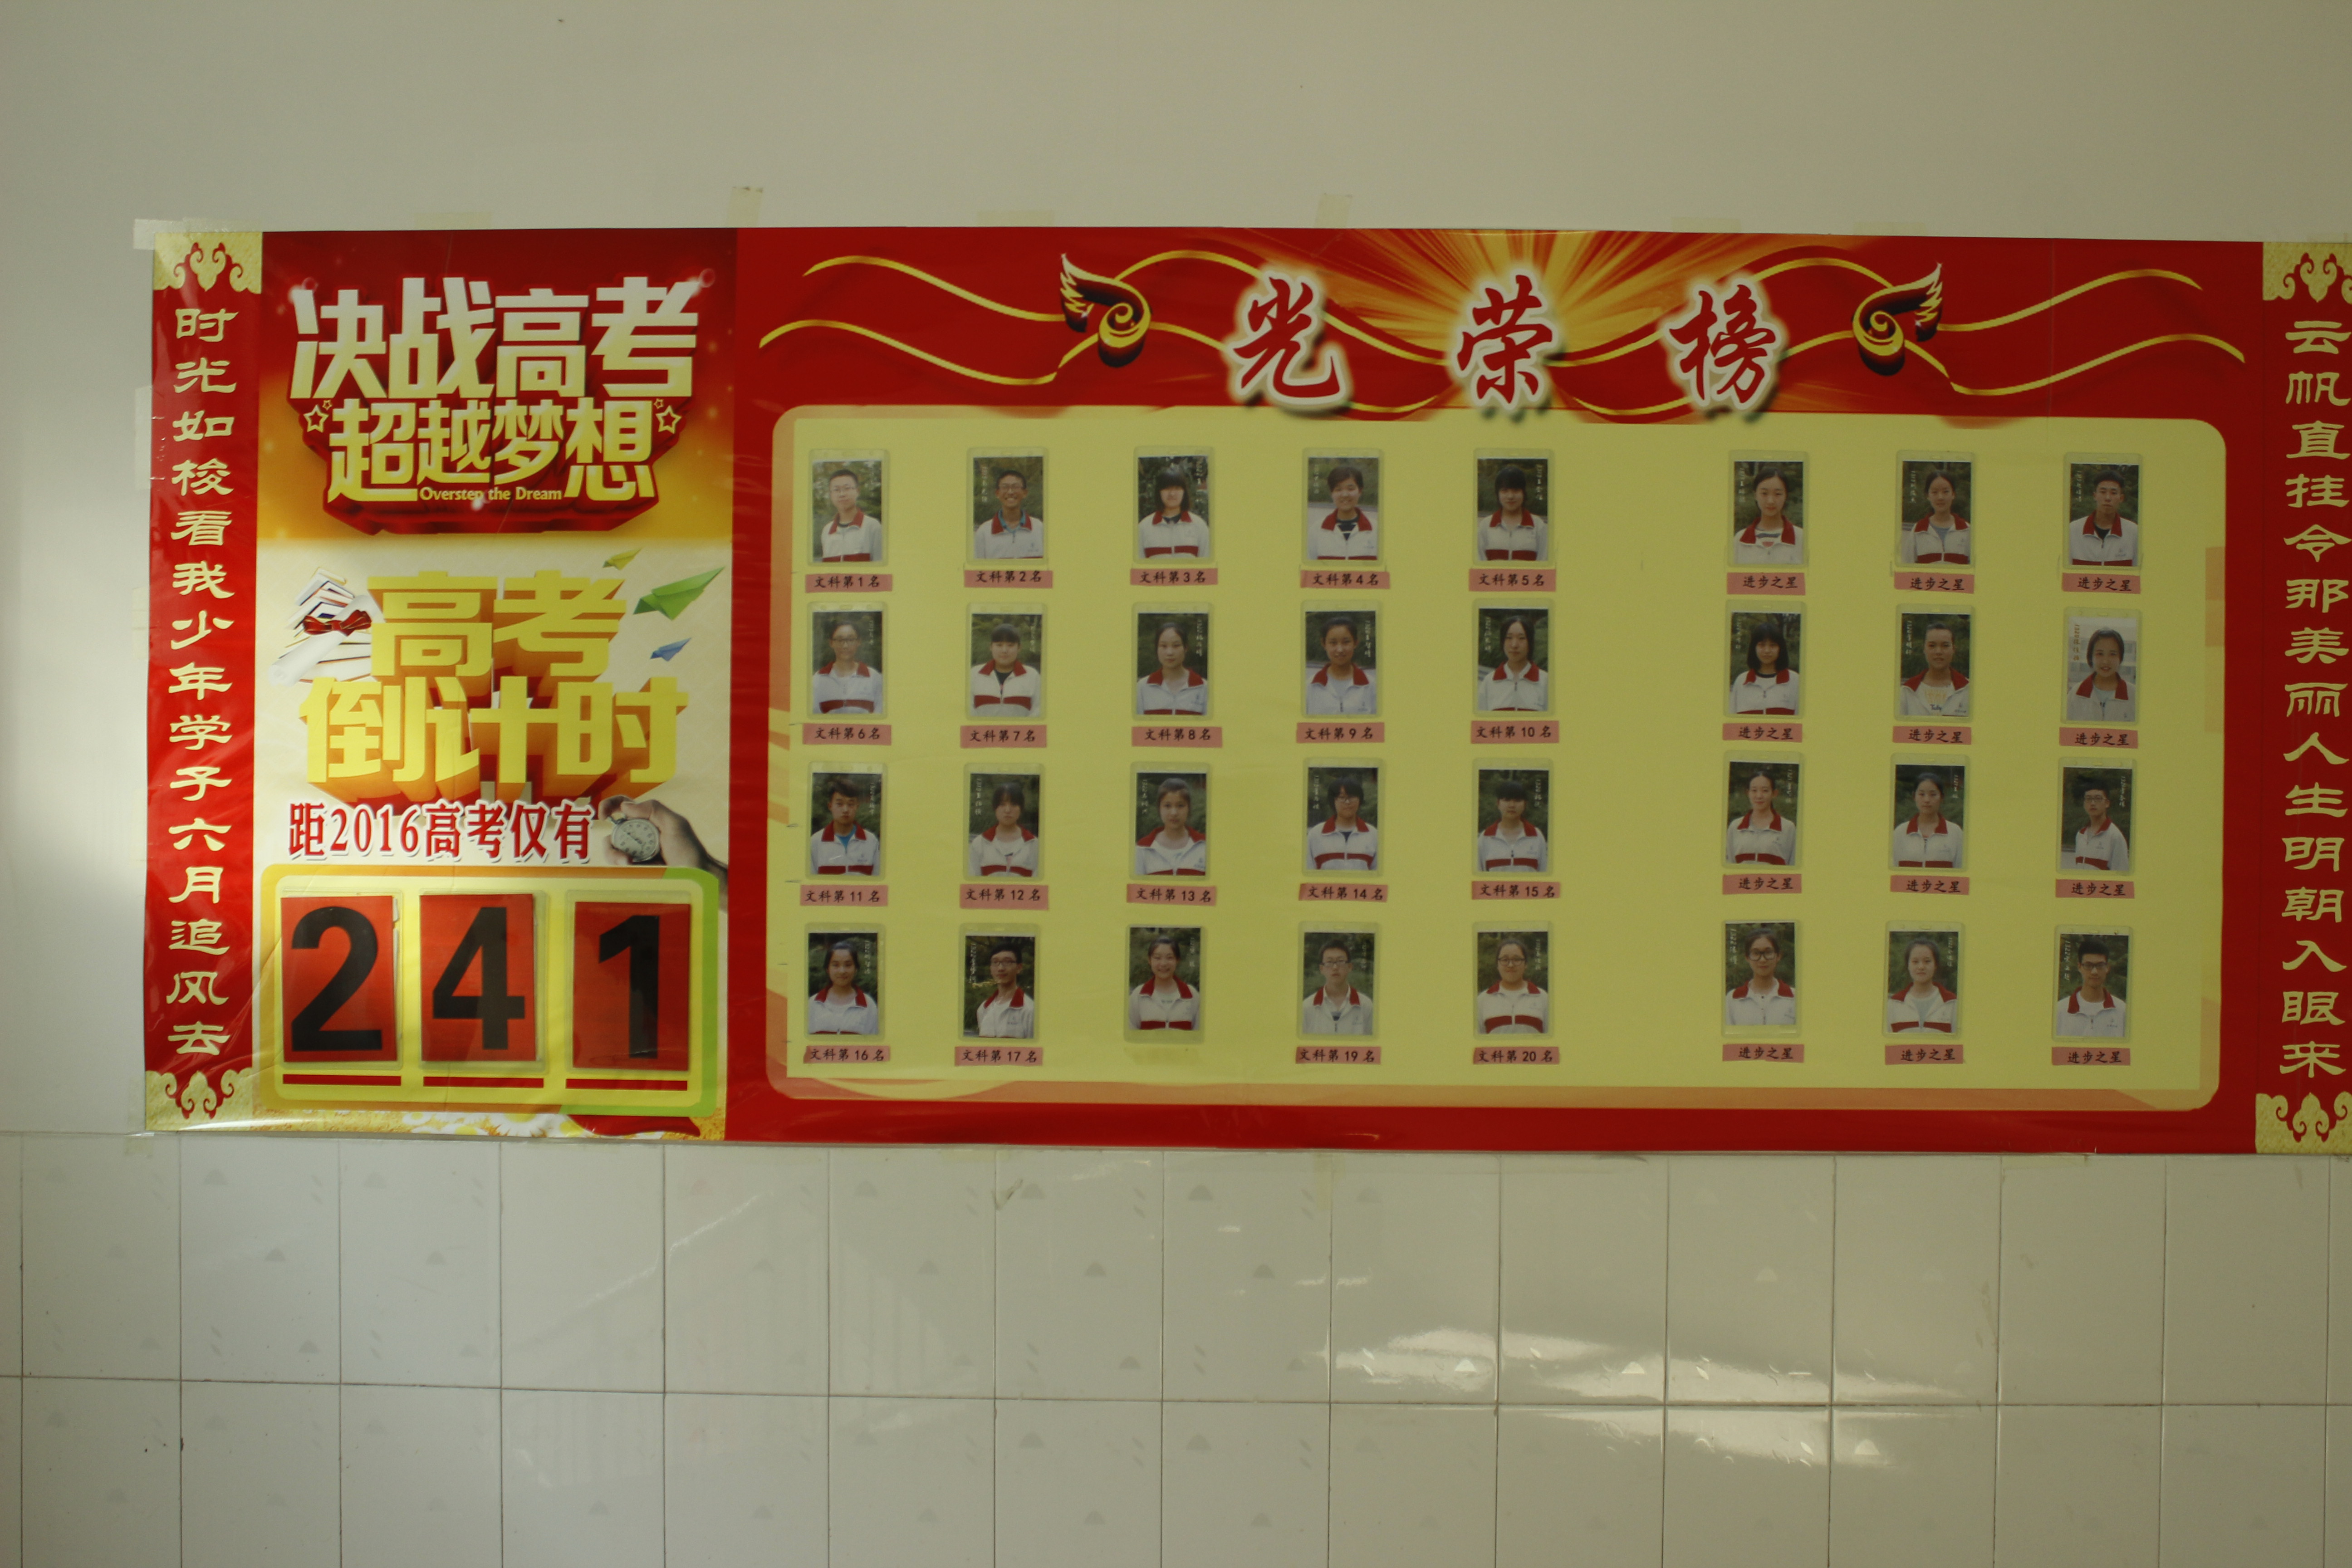 时光如梭看我少年学子六月追风去
决战高考
超越梦想
Overstep the Dream
高考
倒计时
距2016高考仅有
241
光荣榜
文科第1名 文科第2名 文科第3名 文科第4名 文科第5名 进步之星 进步之星 进步之星
文科第6名 文科第7名 文科第8名 文科第9名 文科第10名 进步之星 进步之星 进步之星
文科第11名 文科第12名 文科第13名 文科第14名 文科第15名 进步之星 进步之星 进步之星
文科第16名 文科第17名 文科第19名 文科第20名 进步之星 进步之星 进步之星
云帆直挂令那美丽人生明朝入眼来